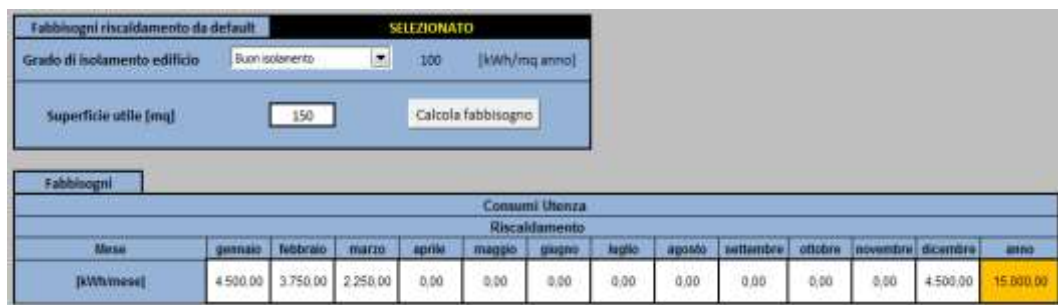 Fabbisogni riscaldamento da default SELEZIONATO
Grado di isolamento edificio Buon isolamento 100 [kWh/mq anno]
Superficie utile [mq] 150 Calcola fabbisogno
Fabbisogni
Consumi Utenza
Riscaldamento
Mese gennaio febbraio marzo aprile maggio giugno luglio agosto settembre ottobre novembre dicembre anno
[kWh/mese] 4.500,00 3.750,00 2.250,00 0,00 0,00 0,00 0,00 0,00 0,00 0,00 0,00 4.500,00 15.000,00